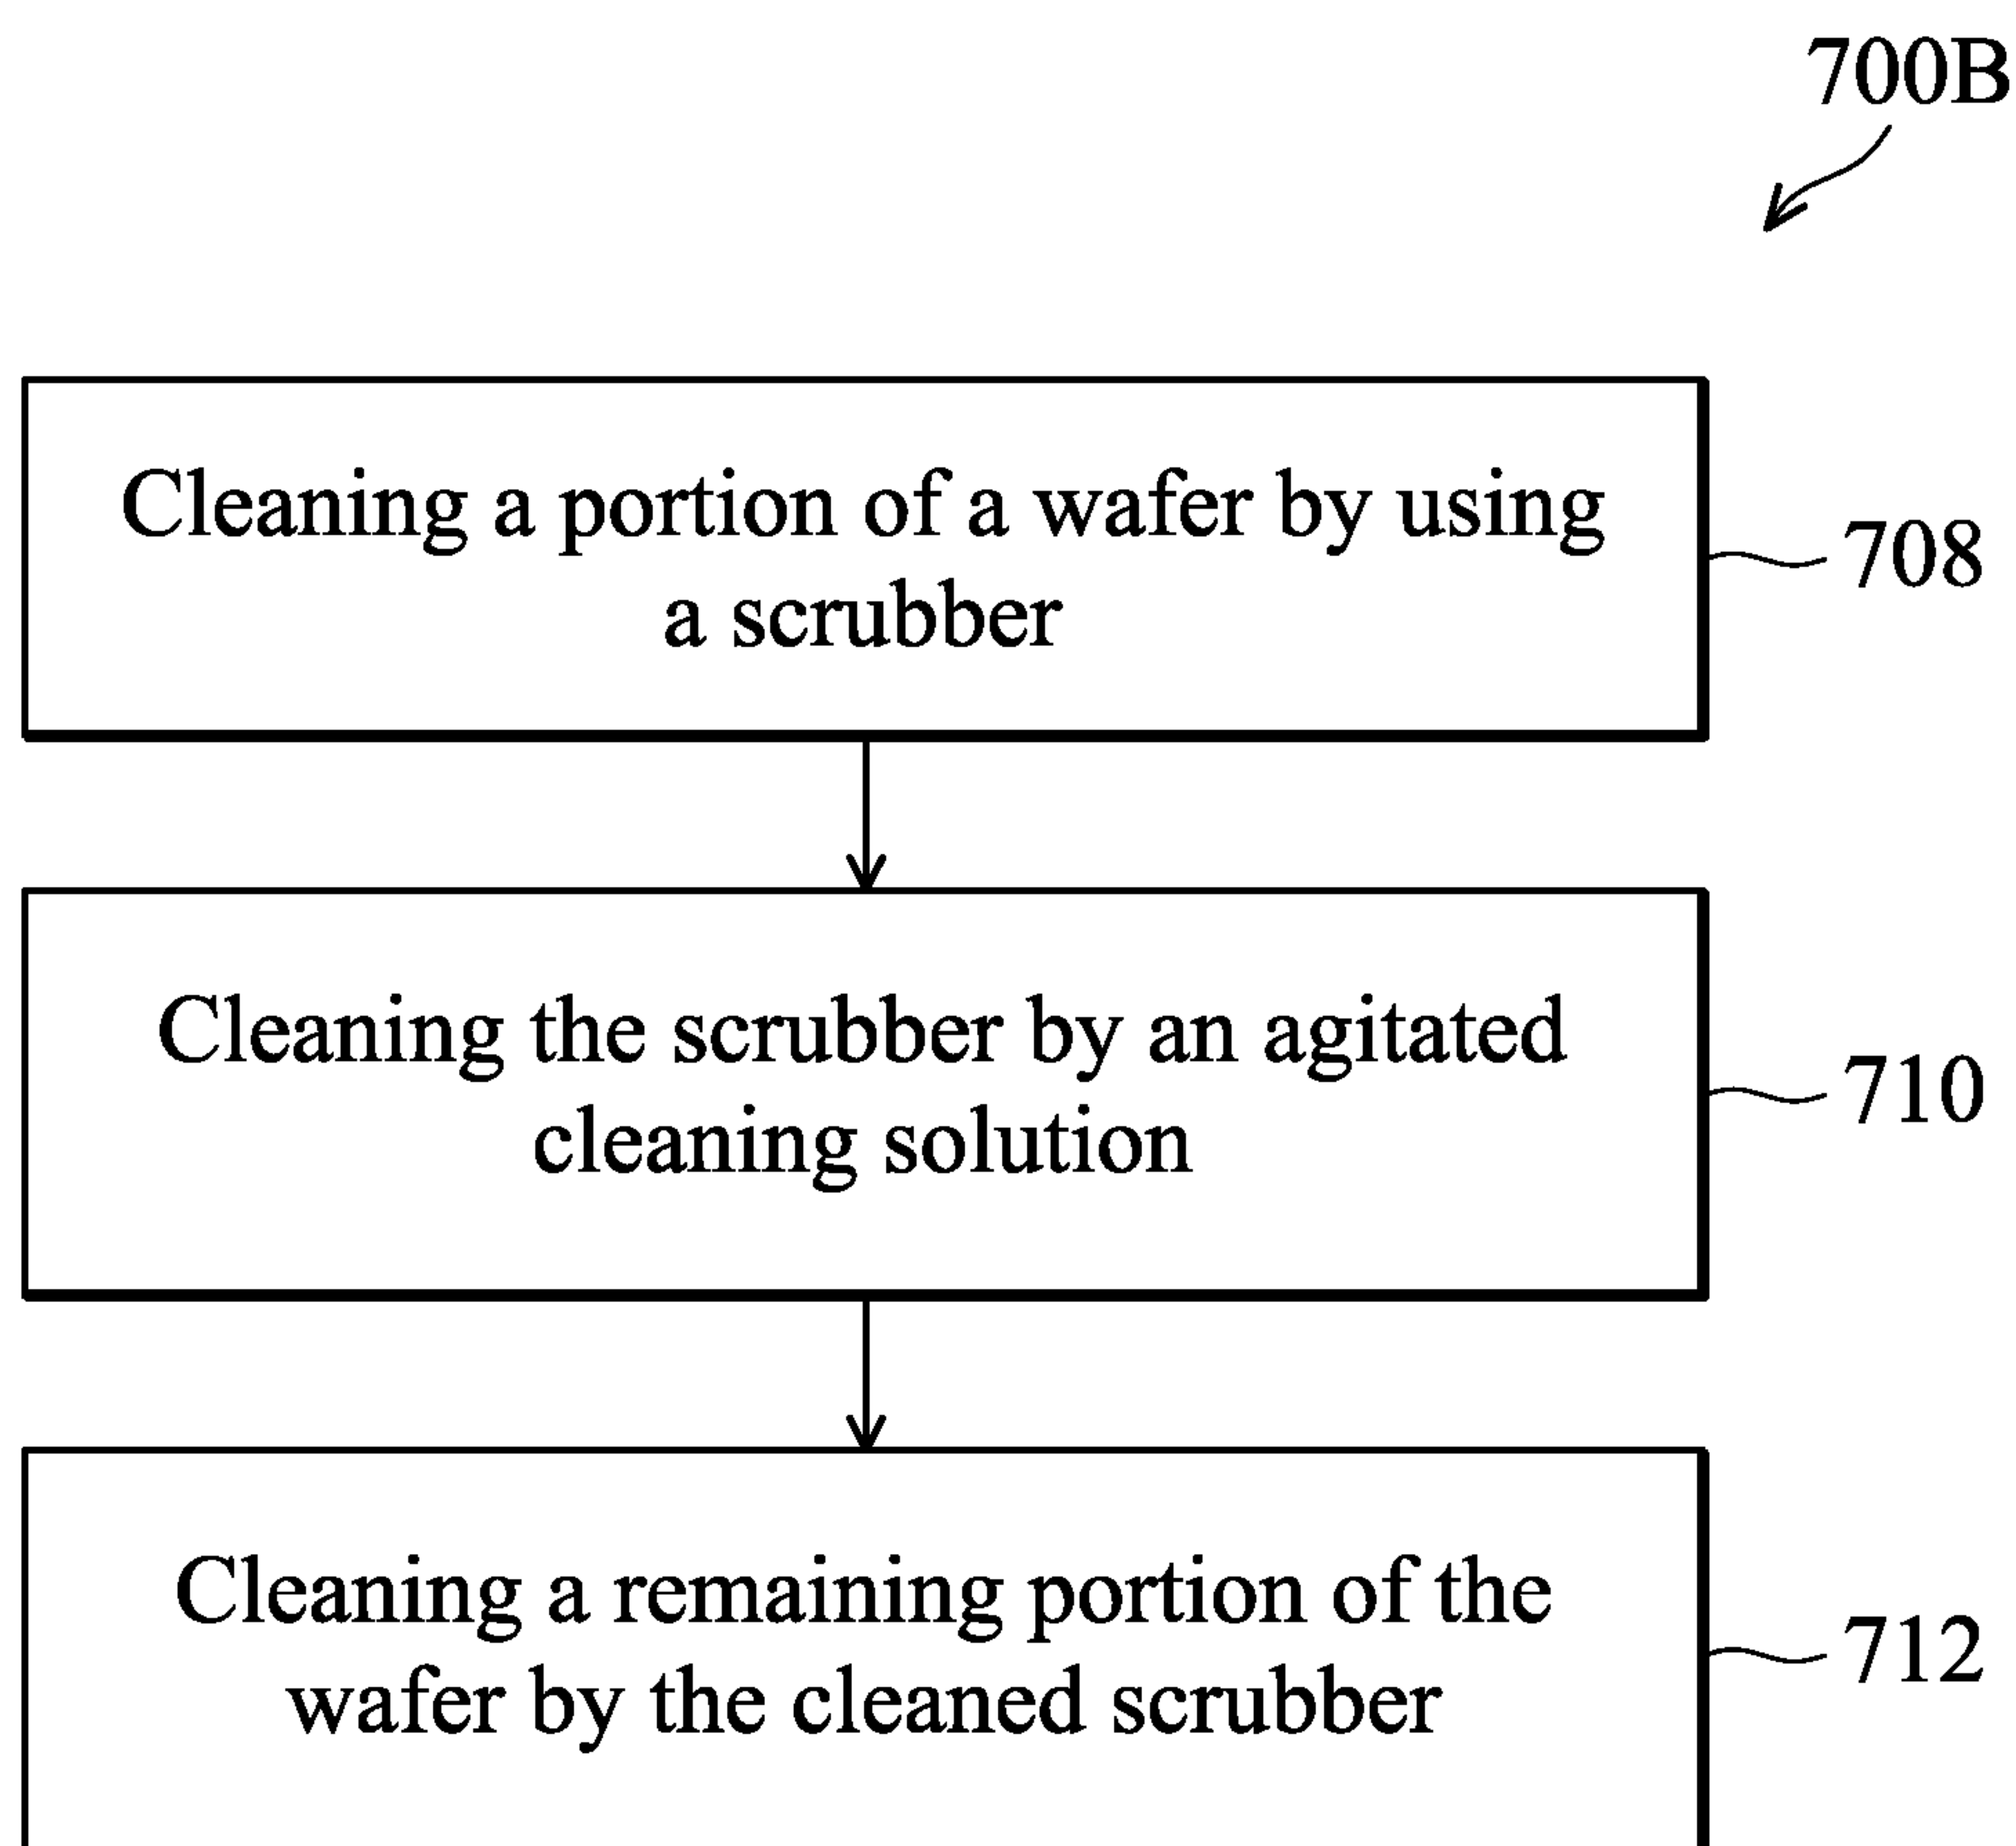 700B
Cleaning a portion of a wafer by using
a scrubber
708
Cleaning the scrubber by an agitated
cleaning solution
710
Cleaning a remaining portion of the
wafer by the cleaned scrubber
712